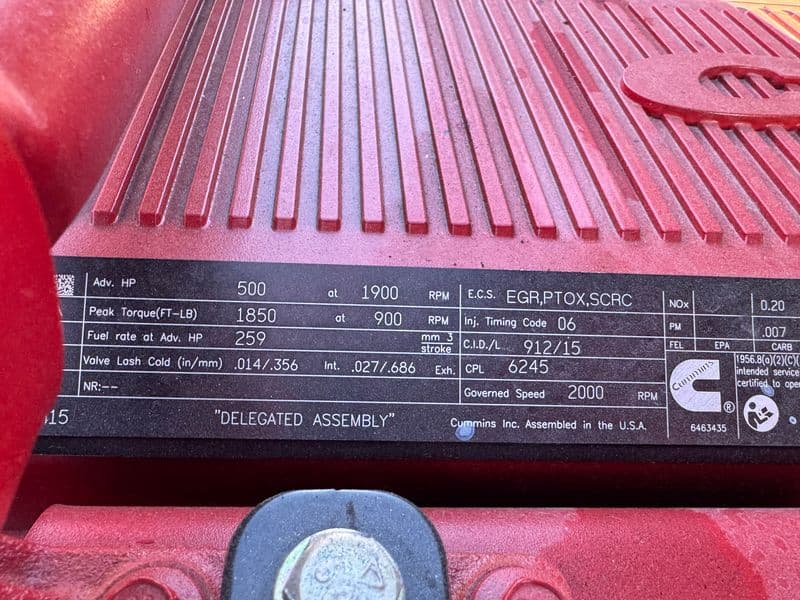 Adv. HP 500 at 1900 RPM
Peak Torque(FT-LB) 1850 at 900 RPM
Fuel rate at Adv. HP 259 mm 3
stroke
Valve Lash Cold (in/mm) .014/.356 Int. .027/.686 Exh.
NR:--
E.C.S. EGR,PTOX,SCRC
Inj. Timing Code 06
C.I.D./L 912/15
CPL 6245
Governed Speed 2000 RPM
NOx 0.20
PM .007
FEL EPA CARB
Cummins ®
6463435
1956.8(a)(2)(C)(
intended service
certified to oper
415 "DELEGATED ASSEMBLY" Cummins Inc. Assembled in the U.S.A.